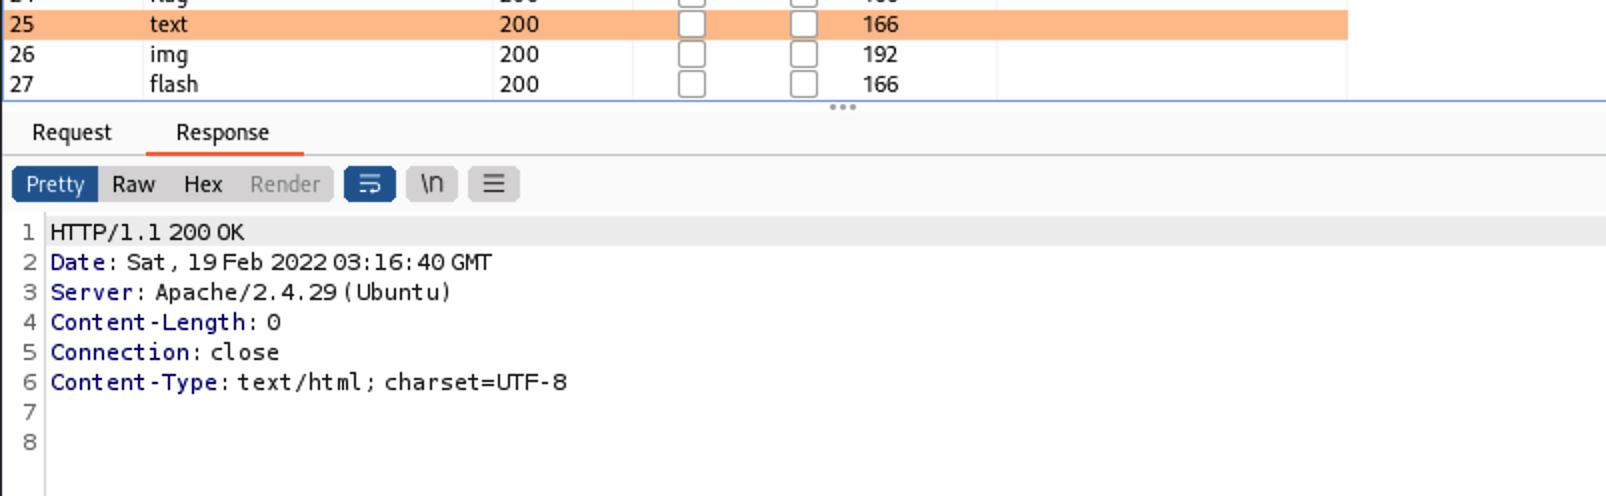 25 text 200 166
26 img 200 192
27 flash 200 166
Request Response
Pretty Raw Hex Render \n
1 HTTP/1.1 200 OK
2 Date: Sat, 19 Feb 2022 03:16:40 GMT
3 Server: Apache/2.4.29 (Ubuntu)
4 Content-Length: 0
5 Connection: close
6 Content-Type: text/html; charset=UTF-8
7
8